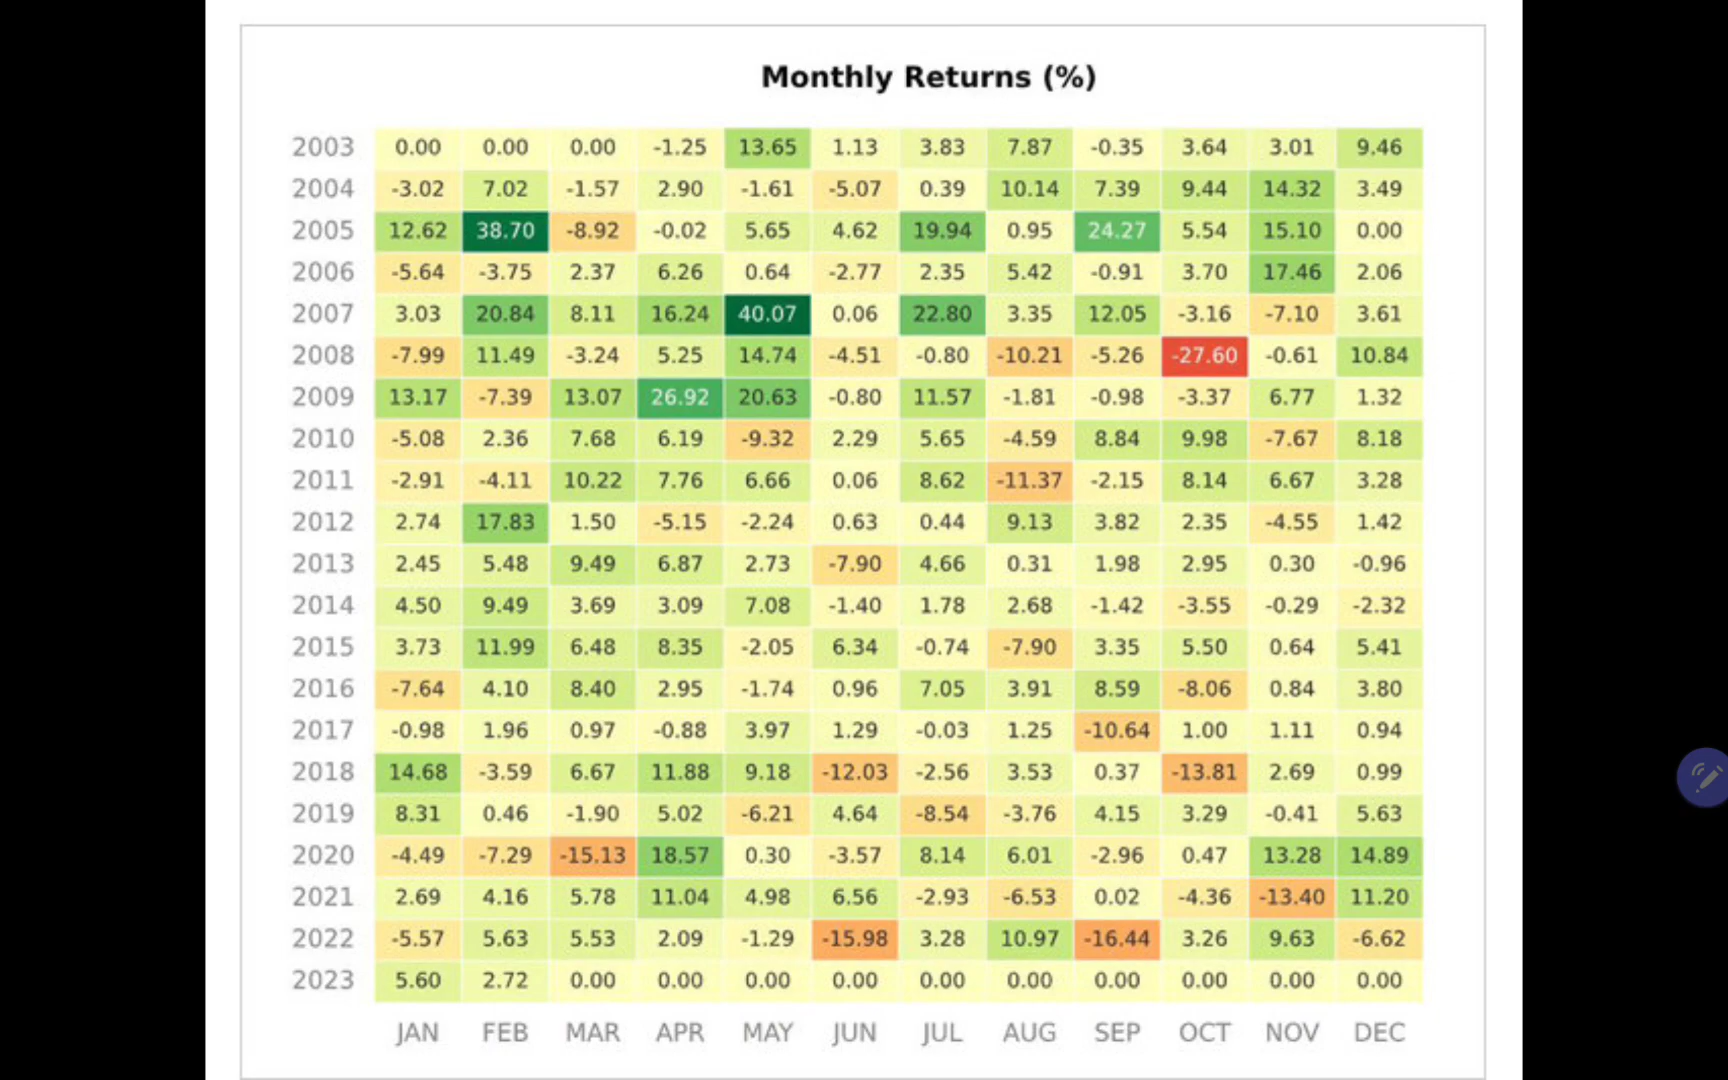 Monthly Returns (%)
2003 0.00 0.00 0.00 -1.25 13.65 1.13 3.83 7.87 -0.35 3.64 3.01 9.46
2004 -3.02 7.02 -1.57 2.90 -1.61 -5.07 0.39 10.14 7.39 9.44 14.32 3.49
2005 12.62 38.70 -8.92 -0.02 5.65 4.62 19.94 0.95 24.27 5.54 15.10 0.00
2006 -5.64 -3.75 2.37 6.26 0.64 -2.77 2.35 5.42 -0.91 3.70 17.46 2.06
2007 3.03 20.84 8.11 16.24 40.07 0.06 22.80 3.35 12.05 -3.16 -7.10 3.61
2008 -7.99 11.49 -3.24 5.25 14.74 -4.51 -0.80 -10.21 -5.26 -27.60 -0.61 10.84
2009 13.17 -7.39 13.07 26.92 20.63 -0.80 11.57 -1.81 -0.98 -3.37 6.77 1.32
2010 -5.08 2.36 7.68 6.19 -9.32 2.29 5.65 -4.59 8.84 9.98 -7.67 8.18
2011 -2.91 -4.11 10.22 7.76 6.66 0.06 8.62 -11.37 -2.15 8.14 6.67 3.28
2012 2.74 17.83 1.50 -5.15 -2.24 0.63 0.44 9.13 3.82 2.35 -4.55 1.42
2013 2.45 5.48 9.49 6.87 2.73 -7.90 4.66 0.31 1.98 2.95 0.30 -0.96
2014 4.50 9.49 3.69 3.09 7.08 -1.40 1.78 2.68 -1.42 -3.55 -0.29 -2.32
2015 3.73 11.99 6.48 8.35 -2.05 6.34 -0.74 -7.90 3.35 5.50 0.64 5.41
2016 -7.64 4.10 8.40 2.95 -1.74 0.96 7.05 3.91 8.59 -8.06 0.84 3.80
2017 -0.98 1.96 0.97 -0.88 3.97 1.29 -0.03 1.25 -10.64 1.00 1.11 0.94
2018 14.68 -3.59 6.67 11.88 9.18 -12.03 -2.56 3.53 0.37 -13.81 2.69 0.99
2019 8.31 0.46 -1.90 5.02 -6.21 4.64 -8.54 -3.76 4.15 3.29 -0.41 5.63
2020 -4.49 -7.29 -15.13 18.57 0.30 -3.57 8.14 6.01 -2.96 0.47 13.28 14.89
2021 2.69 4.16 5.78 11.04 4.98 6.56 -2.93 -6.53 0.02 -4.36 -13.40 11.20
2022 -5.57 5.63 5.53 2.09 -1.29 -15.98 3.28 10.97 -16.44 3.26 9.63 -6.62
2023 5.60 2.72 0.00 0.00 0.00 0.00 0.00 0.00 0.00 0.00 0.00 0.00
JAN FEB MAR APR MAY JUN JUL AUG SEP OCT NOV DEC